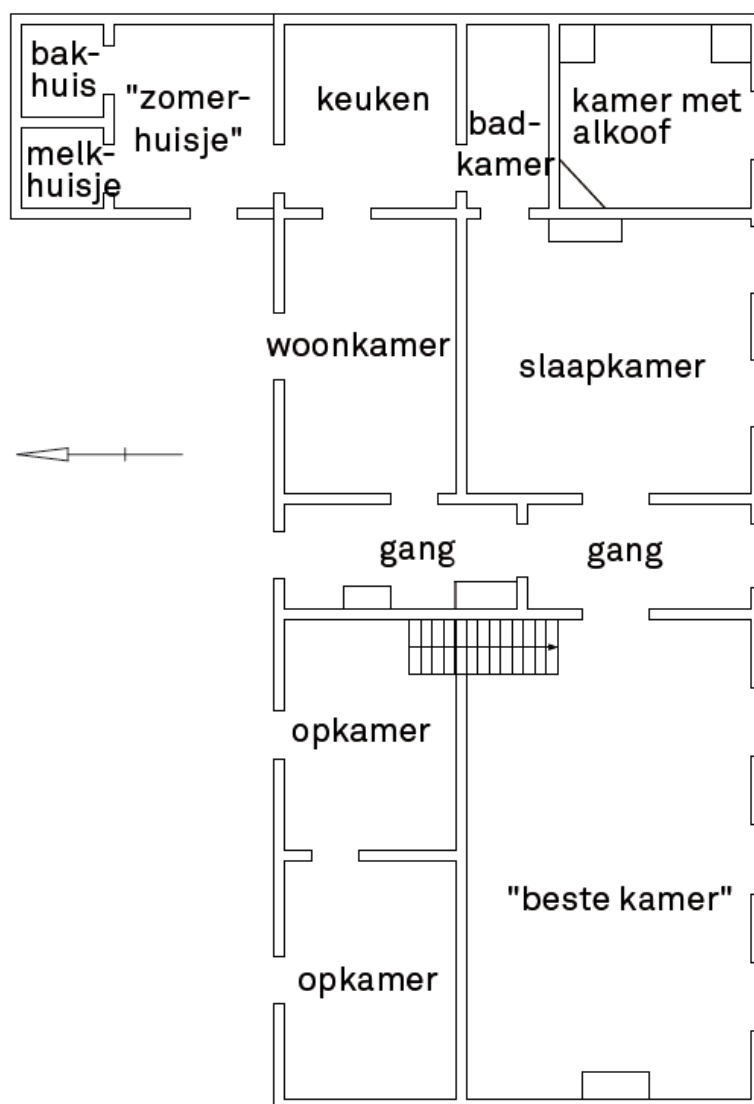 bak-
huis
"zomer-
huisje"
melk-
huisje
keuken
bad-
kamer
kamer met
alkoof
woonkamer
slaapkamer
gang
gang
opkamer
"beste kamer"
opkamer